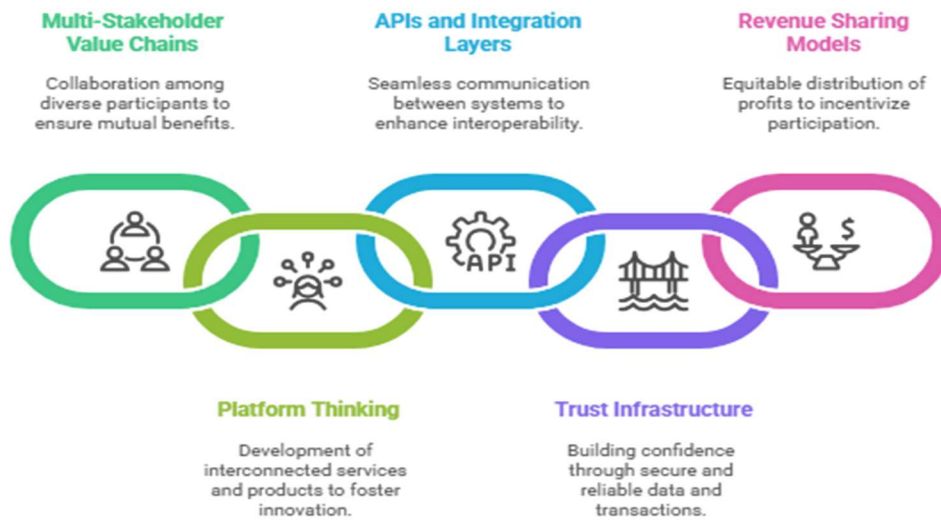 Multi-Stakeholder
Value Chains
Collaboration among
diverse participants to
ensure mutual benefits.
APIs and Integration
Layers
Seamless communication
between systems to
enhance interoperability.
Revenue Sharing
Models
Equitable distribution of
profits to incentivize
participation.
API
$
Platform Thinking
Development of
interconnected services
and products to foster
innovation.
Trust Infrastructure
Building confidence
through secure and
reliable data and
transactions.